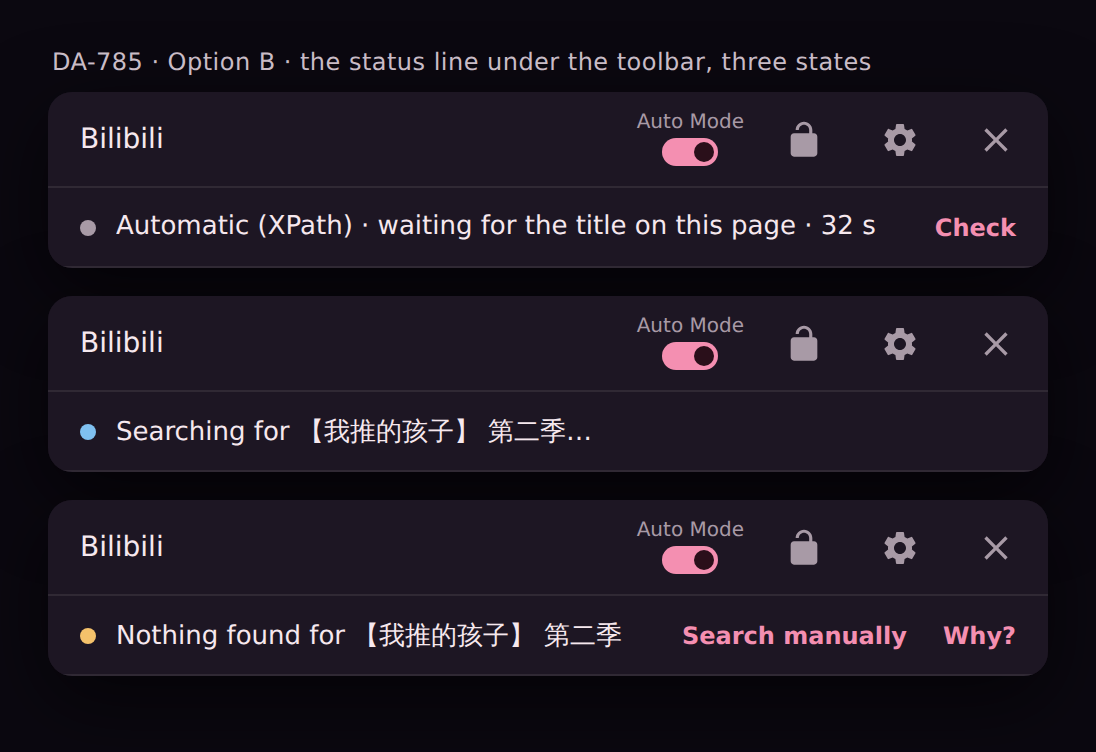 DA-785 · Option B · the status line under the toolbar, three states
Bilibili
Auto Mode
Automatic (XPath) · waiting for the title on this page · 32 s
Check
Bilibili
Auto Mode
Searching for 【我推的孩子】 第二季…
Bilibili
Auto Mode
Nothing found for 【我推的孩子】 第二季
Search manually
Why?